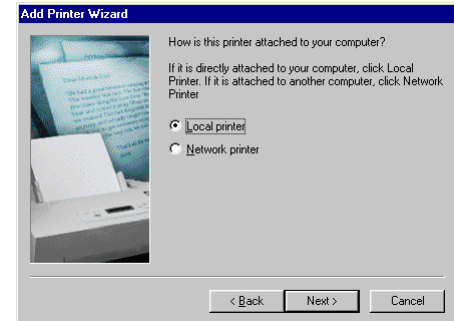 Add Printer Wizard
How is this printer attached to your computer?
If it is directly attached to your computer, click Local
Printer. If it is attached to another computer, click Network
Printer
Local printer
Network printer
< Back
Next >
Cancel